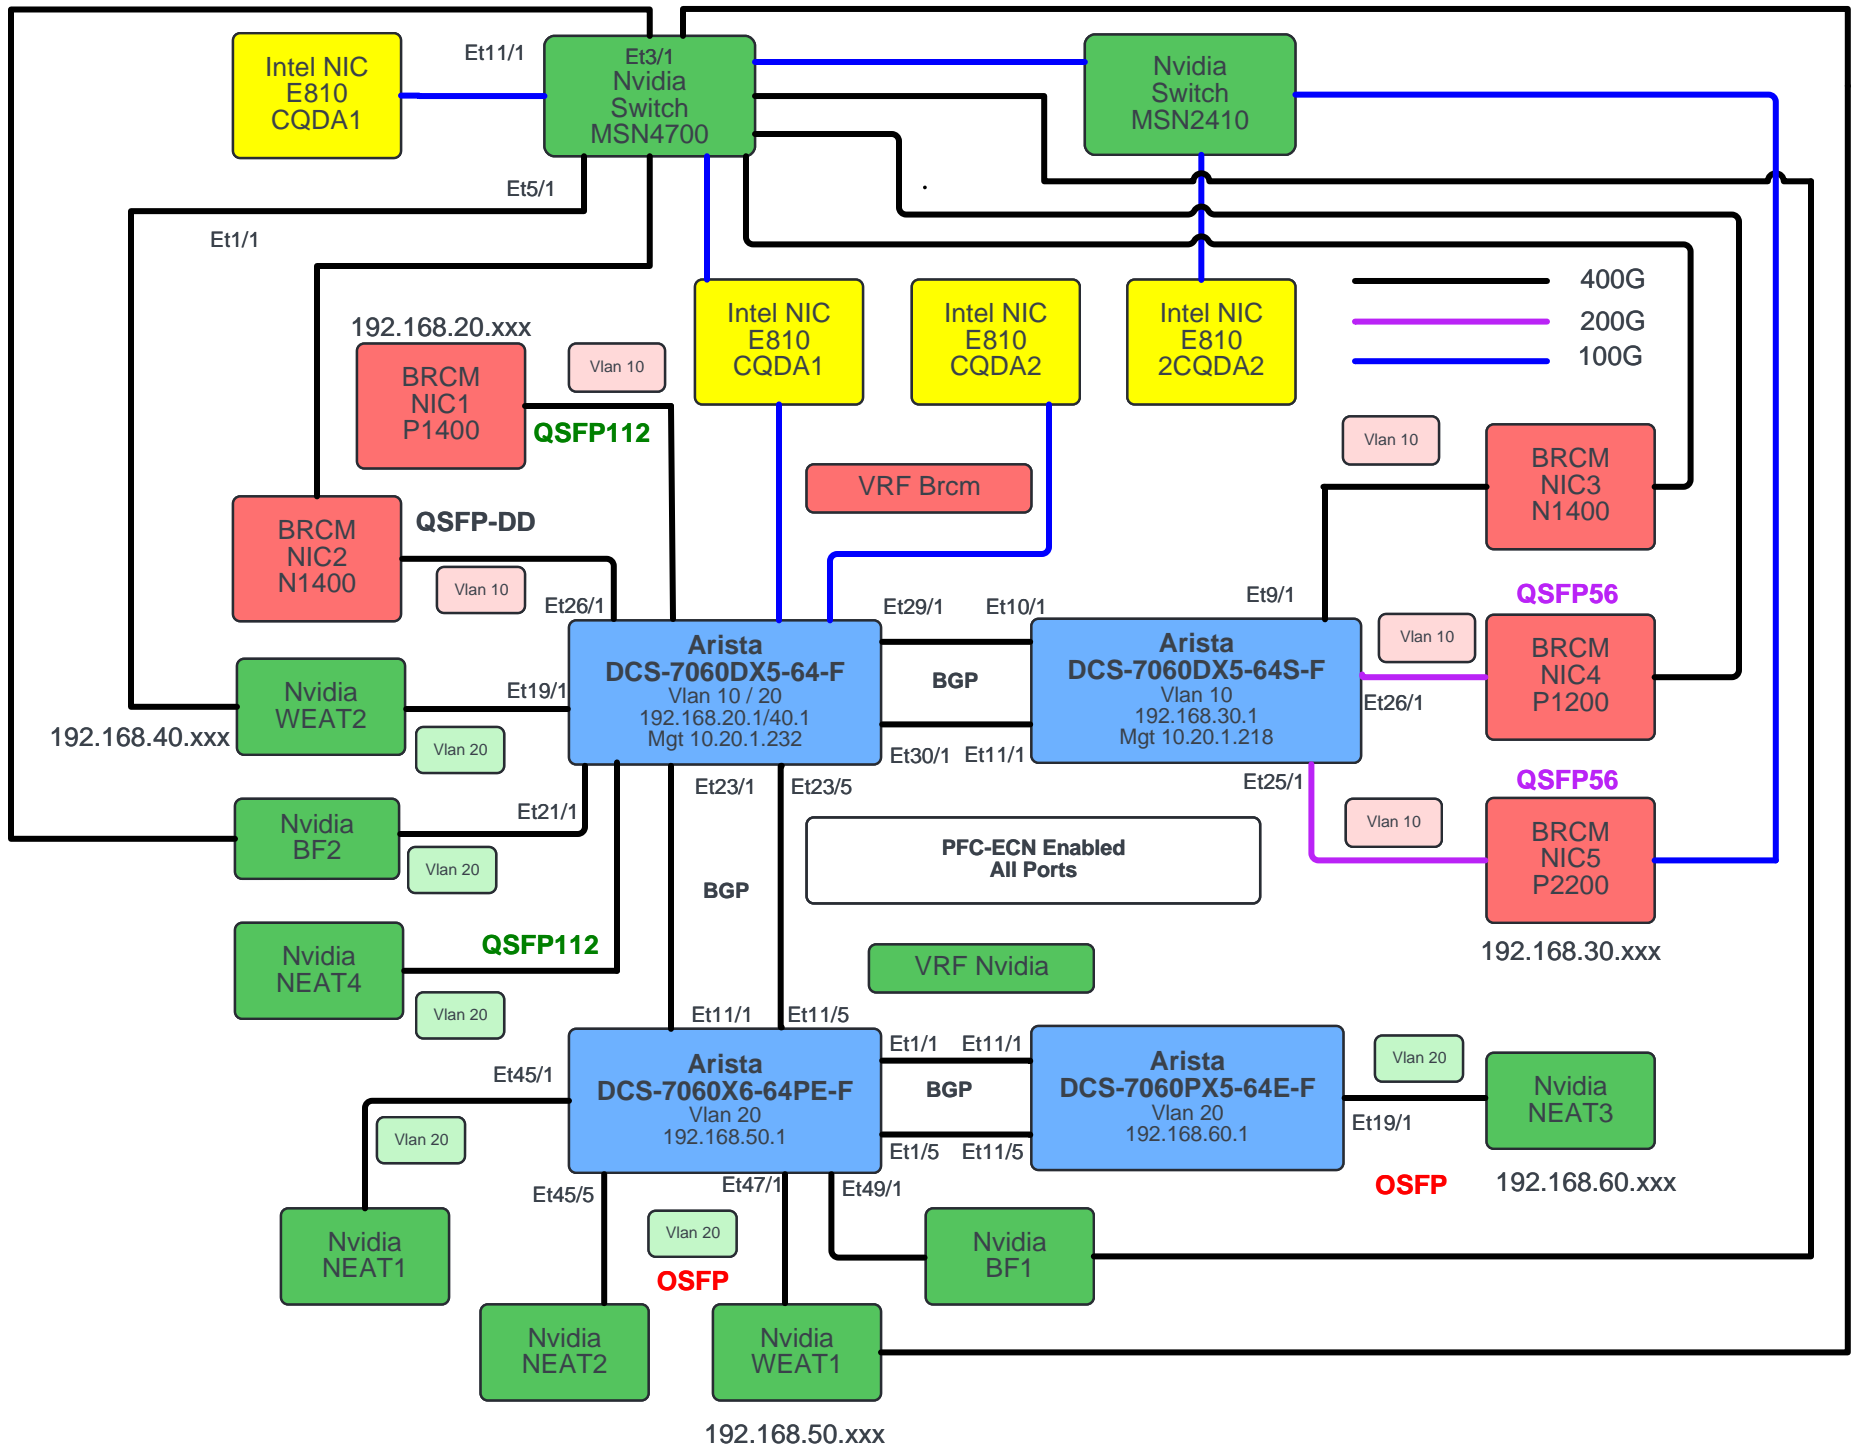 Et11/1
Intel NIC
E810
CQDA1
Et3/1
Nvidia
Switch
MSN4700
Nvidia
Switch
MSN2410
Et5/1
Et1/1
Intel NIC
E810
CQDA1
Intel NIC
E810
CQDA2
Intel NIC
E810
2CQDA2
400G
200G
100G
192.168.20.xxx
BRCM
NIC1
P1400
Vlan 10
QSFP112
VRF Brcm
Vlan 10
BRCM
NIC3
N1400
BRCM
NIC2
N1400
QSFP-DD
Vlan 10
Et26/1
Et29/1
Et10/1
Et9/1
QSFP56
Vlan 10
BRCM
NIC4
P1200
Et26/1
Arista
DCS-7060DX5-64-F
Vlan 10 / 20
192.168.20.1/40.1
Mgt 10.20.1.232
BGP
Arista
DCS-7060DX5-64S-F
Vlan 10
192.168.30.1
Mgt 10.20.1.218
Nvidia
WEAT2
Et19/1
192.168.40.xxx
Vlan 20
Et30/1
Et11/1
Et23/1
Et23/5
Et25/1
QSFP56
Vlan 10
BRCM
NIC5
P2200
192.168.30.xxx
Nvidia
BF2
Et21/1
Vlan 20
BGP
PFC-ECN Enabled
All Ports
Nvidia
NEAT4
QSFP112
Vlan 20
VRF Nvidia
Et11/1
Et11/5
Et45/1
Arista
DCS-7060X6-64PE-F
Vlan 20
192.168.50.1
Et1/1
Et11/1
BGP
Et1/5
Et11/5
Arista
DCS-7060PX5-64E-F
Vlan 20
192.168.60.1
Vlan 20
Et19/1
Nvidia
NEAT3
OSFP
192.168.60.xxx
Vlan 20
Et45/5
Et47/1
Et49/1
Nvidia
NEAT1
Vlan 20
OSFP
Nvidia
BF1
Nvidia
NEAT2
Nvidia
WEAT1
192.168.50.xxx